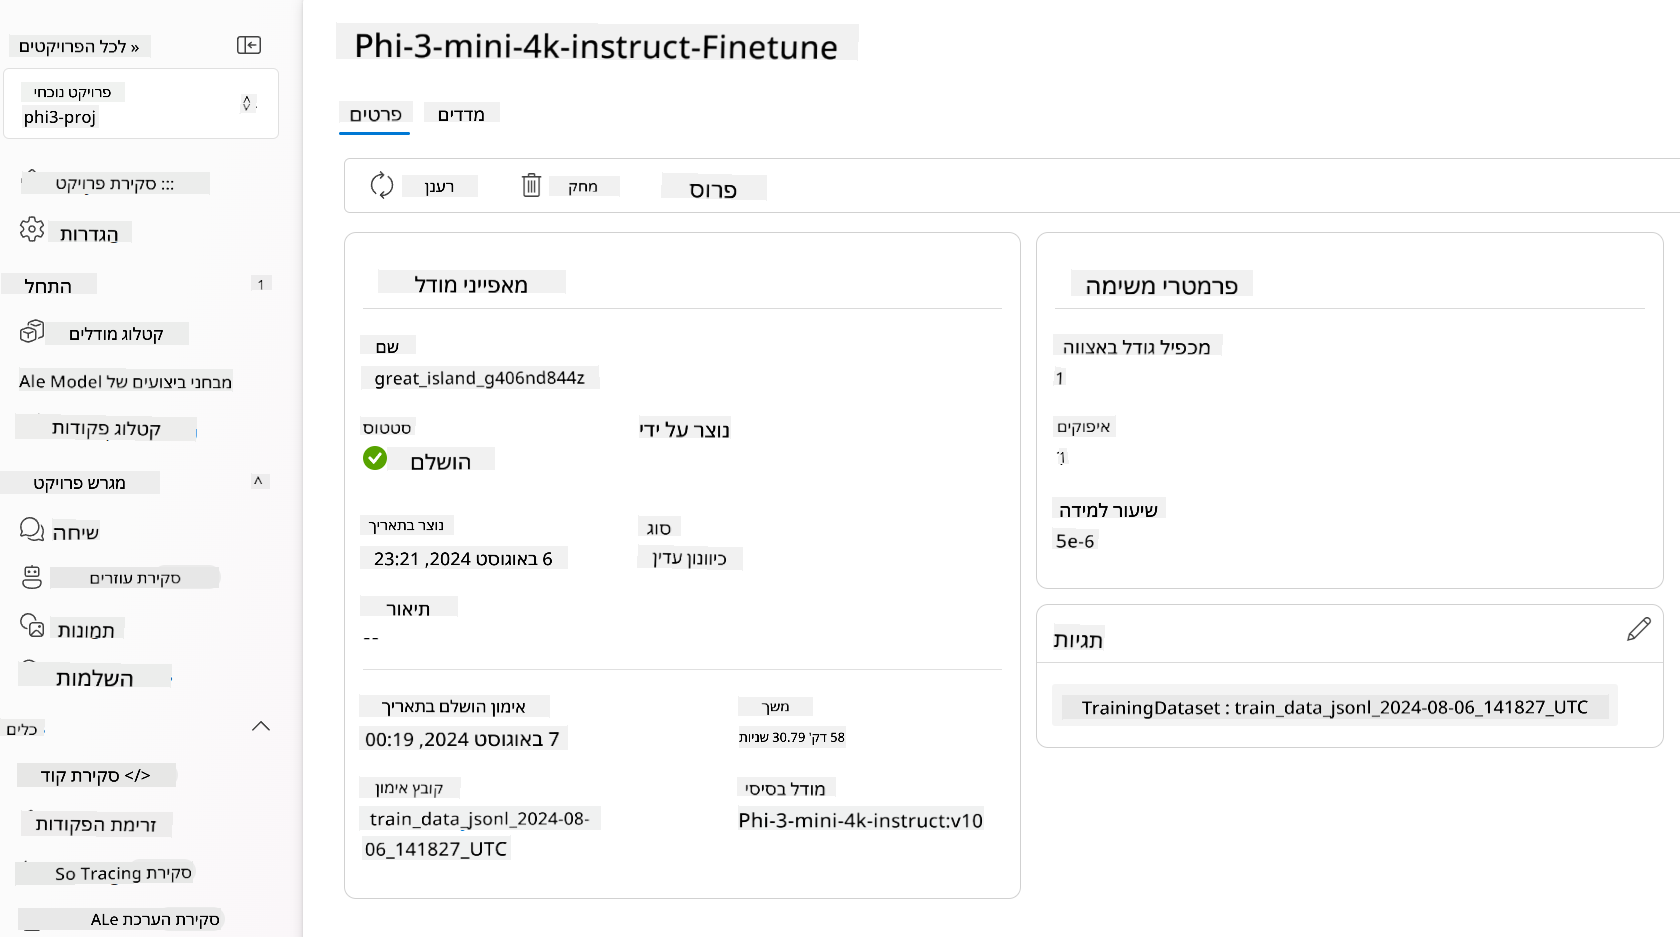 לכל הפרויקטים »
פרויקט נוכחי
phi3-proj
סקירת פרויקט :::
הגדרות
התחל
1
קטלוג מודלים
מבחני ביצועים של Ale Model
קטלוג פקודות
מגרש פרויקט
^
שיחה
סקירת עוזרים
תמונות
השלמות
כלים
סקירת קוד </>
זרימת הפקודות
סקירת So Tracing
סקירת הערכת ALe
Phi-3-mini-4k-instruct-Finetune
פרטים
מדדים
רענן
מחק
פרוס
מאפייני מודל
שם
great_island_g406nd844z
סטטוס
הושלם
נוצר על ידי
נוצר בתאריך
6 באוגוסט 2024, 23:21
סוג
כיוונון עדין
תיאור
--
אימון הושלם בתאריך
7 באוגוסט 2024, 00:19
משך
58 דק' 30.79 שניות
קובץ אימון
train_data_jsonl_2024-08-
06_141827_UTC
מודל בסיסי
Phi-3-mini-4k-instruct:v10
פרמטרי משימה
מכפיל גודל באצווה
1
איפוקים
1
שיעור למידה
5e-6
תגיות
TrainingDataset : train_data_jsonl_2024-08-06_141827_UTC